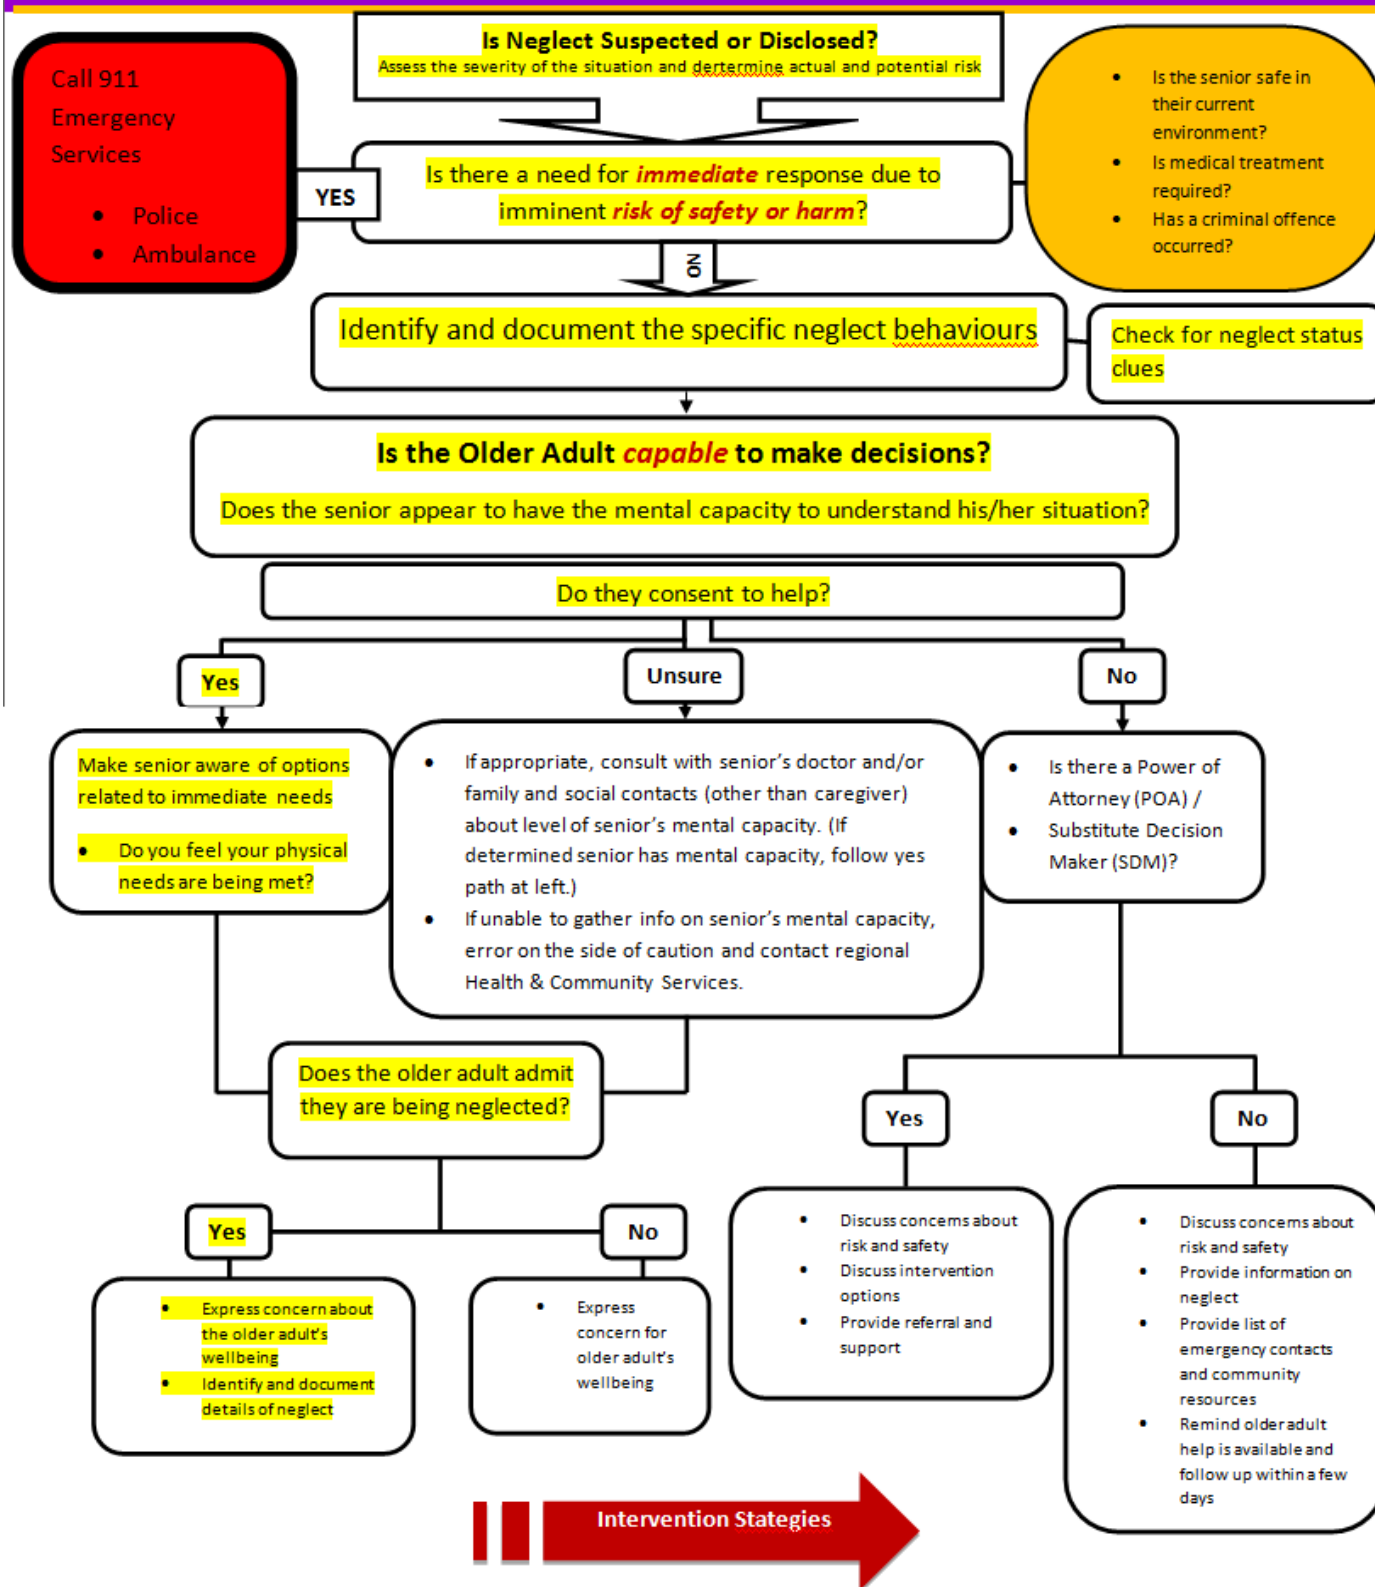 Is Neglect Suspected or Disclosed?
Assess the severity of the situation and dertermine actual and potential risk
Call 911
Emergency
Services
• Police
• Ambulance
YES
Is there a need for immediate response due to
imminent risk of safety or harm?
• Is the senior safe in
their current
environment?
• Is medical treatment
required?
• Has a criminal offence
occurred?
NO
Identify and document the specific neglect behaviours
Check for neglect status
clues
Is the Older Adult capable to make decisions?
Does the senior appear to have the mental capacity to understand his/her situation?
Do they consent to help?
Yes
Unsure
No
Make senior aware of options
related to immediate needs
• Do you feel your physical
needs are being met?
• If appropriate, consult with senior's doctor and/or
family and social contacts (other than caregiver)
about level of senior's mental capacity. (If
determined senior has mental capacity, follow yes
path at left.)
• If unable to gather info on senior's mental capacity,
error on the side of caution and contact regional
Health & Community Services.
• Is there a Power of
Attorney (POA) /
• Substitute Decision
Maker (SDM)?
Does the older adult admit
they are being neglected?
Yes
No
Yes
No
• Express concern about
the older adult's
wellbeing
• Identify and document
details of neglect
• Express
concern for
older adult's
wellbeing
• Discuss concerns about
risk and safety
• Discuss intervention
options
• Provide referral and
support
• Discuss concerns about
risk and safety
• Provide information on
neglect
• Provide list of
emergency contacts
and community
resources
• Remind older adult
help is available and
follow up within a few
days
Intervention Stategies